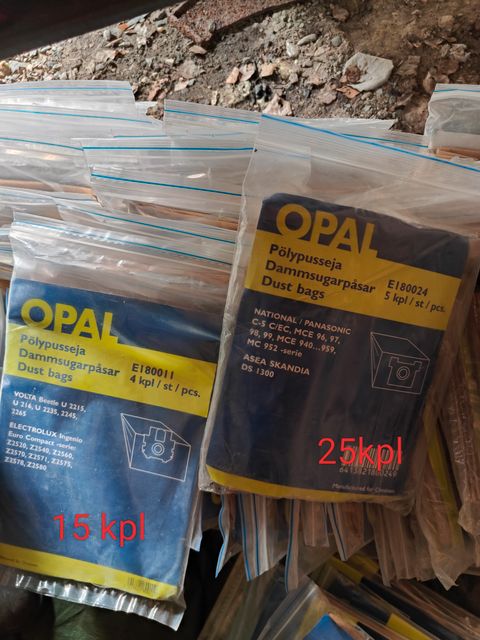 OPAL
Pölypusseja
Dammsugarpåsar
Dust bags
E180011
4 kpl / st / pcs.
VOLTA Beetle U 2215,
U 216, U 2235, 2245,
2265
ELECTROLUX Ingenio
Euro Compact -serie
Z2520, Z2540, Z2560,
Z2570, Z2571, Z2575,
Z2578, Z2580
15 kpl
OPAL
Pölypusseja
Dammsugarpåsar
Dust bags
E180024
5 kpl / st / pcs.
NATIONAL / PANASONIC
C-5 C/EC, MCE 96, 97,
98, 99, MCE 940...959,
MC 952 -serie
ASEA SKANDIA
DS 1300
25kpl
Manufactured for